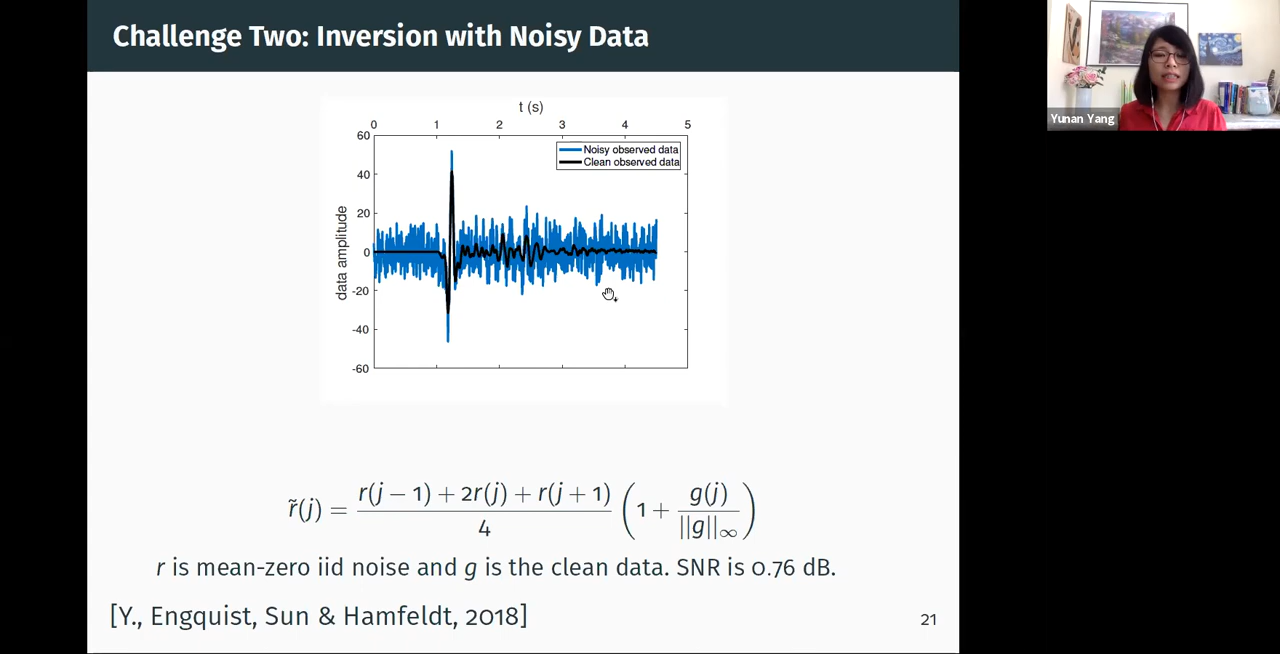 Challenge Two: Inversion with Noisy Data
t (s)
0 1 2 3 4 5
60
40
20
0
-20
-40
-60
data amplitude
Noisy observed data
Clean observed data
r̃(j) = r(j − 1) + 2r(j) + r(j + 1) / 4 (1 + g(j) / ||g||∞)
r is mean-zero iid noise and g is the clean data. SNR is 0.76 dB.
[Y., Engquist, Sun & Hamfeldt, 2018]
21
Yunan Yang